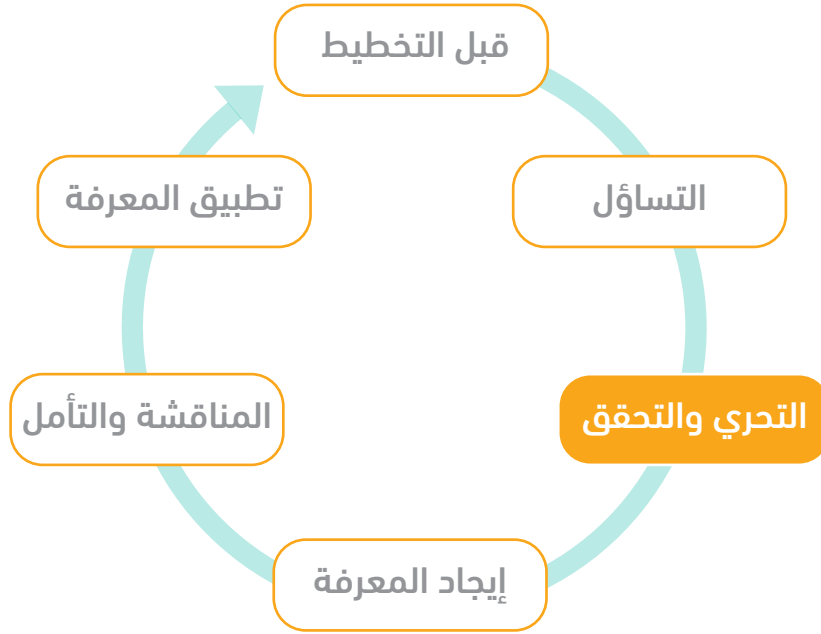 قبل التخطيط
التساؤل
التحري والتحقق
إيجاد المعرفة
المناقشة والتأمل
تطبيق المعرفة